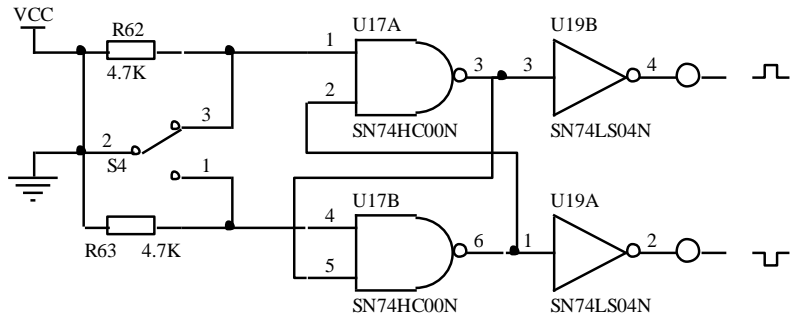 VCC
R62
4.7K
U17A
1
2
3
SN74HC00N
U19B
3
4
SN74LS04N
2
3
S4
1
R63
4.7K
U17B
4
5
6
SN74HC00N
U19A
1
2
SN74LS04N